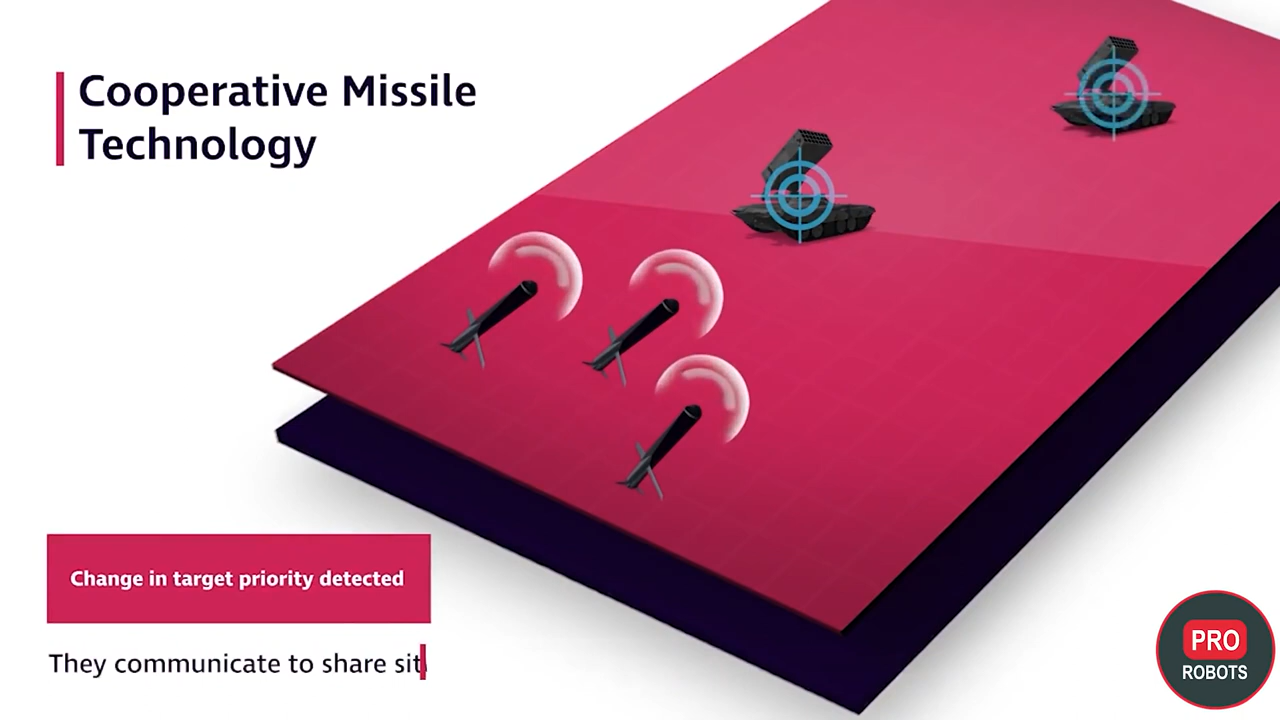 Cooperative Missile
Technology
Change in target priority detected
They communicate to share sit
PRO
ROBOTS